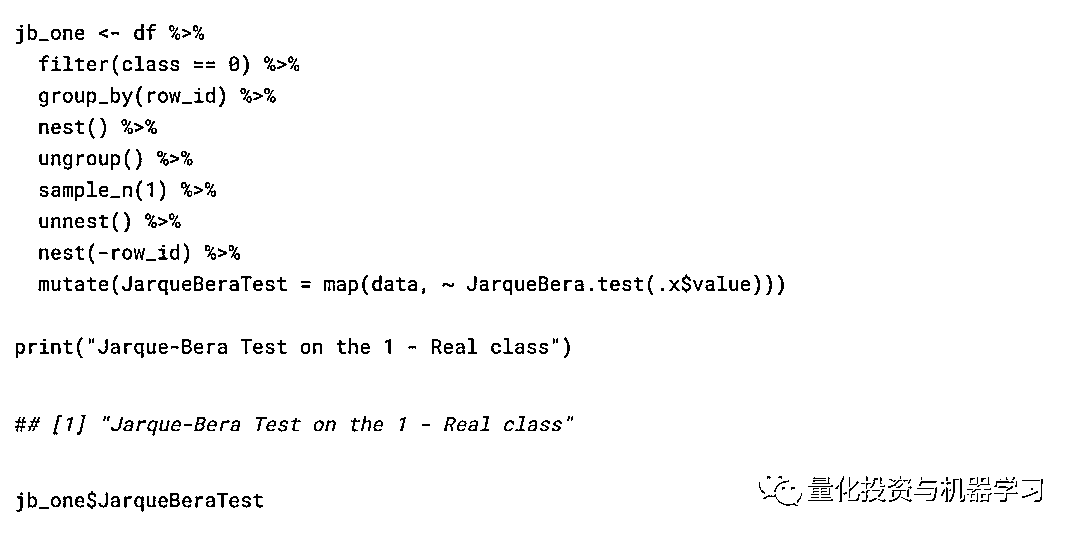 jb_one <- df %>%
  filter(class == 0) %>%
  group_by(row_id) %>%
  nest() %>%
  ungroup() %>%
  sample_n(1) %>%
  unnest() %>%
  nest(-row_id) %>%
  mutate(JarqueBeraTest = map(data, ~ JarqueBera.test(.x$value)))
print("Jarque-Bera Test on the 1 - Real class")
## [1] "Jarque-Bera Test on the 1 - Real class"
jb_one$JarqueBeraTest
量化投资与机器学习